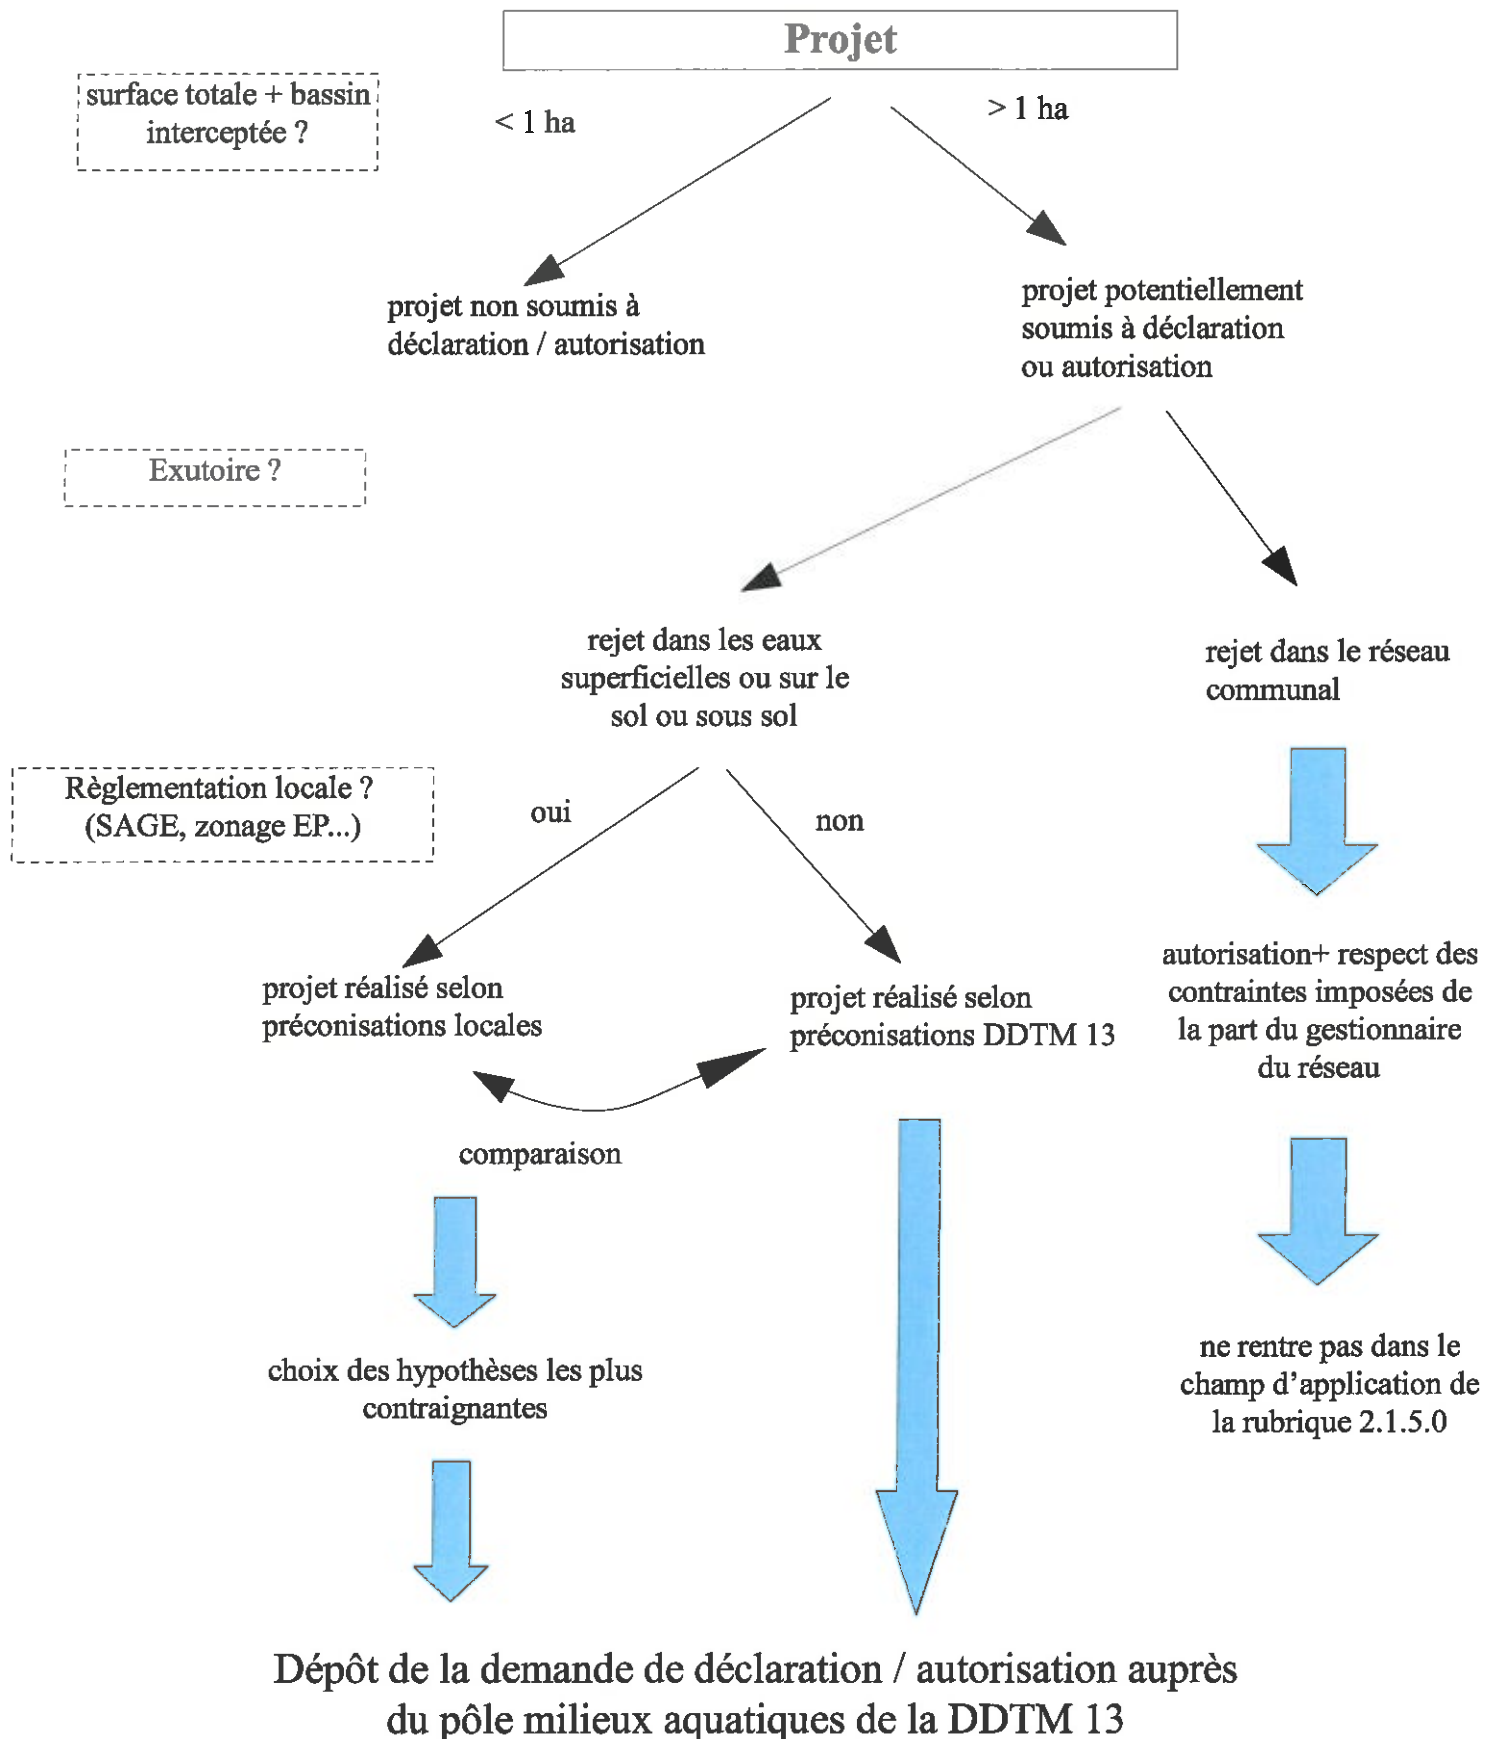 Projet
surface totale + bassin
interceptée ?
< 1 ha
> 1 ha
projet non soumis à
déclaration / autorisation
projet potentiellement
soumis à déclaration
ou autorisation
Exutoire ?
rejet dans les eaux
superficielles ou sur le
sol ou sous sol
rejet dans le réseau
communal
Règlementation locale ?
(SAGE, zonage EP...)
oui
non
projet réalisé selon
préconisations locales
projet réalisé selon
préconisations DDTM 13
autorisation+ respect des
contraintes imposées de
la part du gestionnaire
du réseau
comparaison
choix des hypothèses les plus
contraignantes
ne rentre pas dans le
champ d'application de
la rubrique 2.1.5.0
Dépôt de la demande de déclaration / autorisation auprès
du pôle milieux aquatiques de la DDTM 13